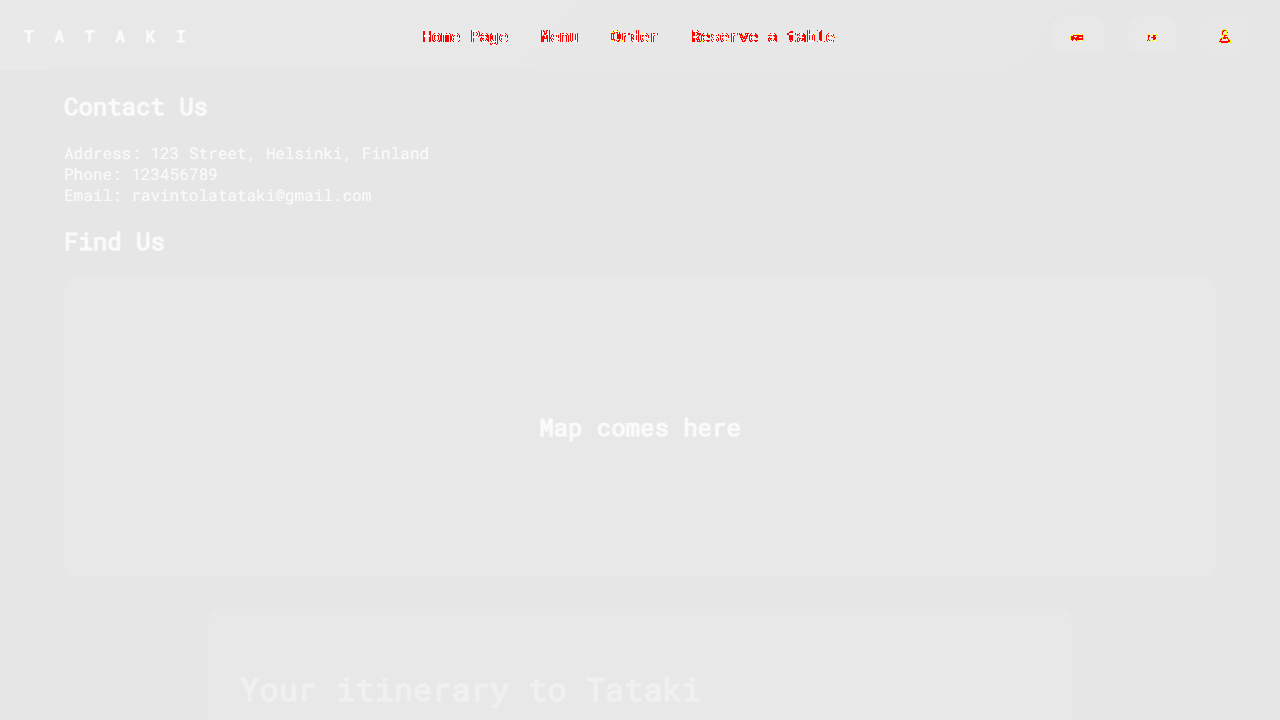 T A T A K I
Home Page Menu Order Reserve a table
Contact Us
Address: 123 Street, Helsinki, Finland
Phone: 123456789
Email: ravintolatataki@gmail.com
Find Us
Map comes here
Your itinerary to Tataki